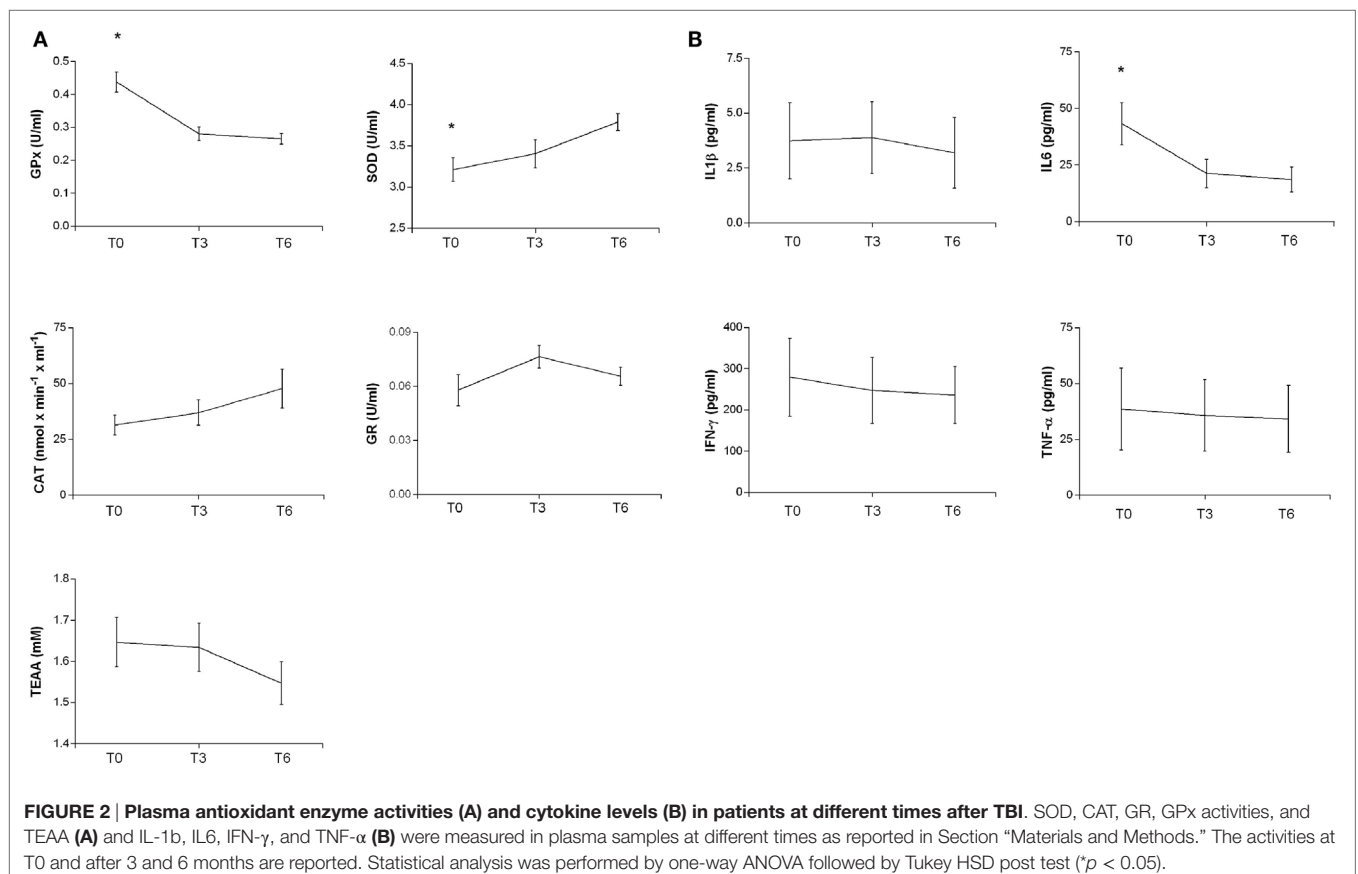 A
*
GPx (U/ml)
0.5
0.4
0.3
0.2
0.1
0.0
T0 T3 T6
SOD (U/ml)
4.5
4.0
3.5
3.0
2.5
*
T0 T3 T6
CAT (nmol x min⁻¹ x ml⁻¹)
75
50
25
0
T0 T3 T6
GR (U/ml)
0.09
0.06
0.03
0.00
T0 T3 T6
TEAA (mM)
1.8
1.7
1.6
1.5
1.4
T0 T3 T6
B
IL1β (pg/ml)
7.5
5.0
2.5
0.0
T0 T3 T6
IL6 (pg/ml)
75
50
25
0
*
T0 T3 T6
IFN-γ (pg/ml)
400
300
200
100
0
T0 T3 T6
TNF-α (pg/ml)
75
50
25
0
T0 T3 T6
FIGURE 2 | Plasma antioxidant enzyme activities (A) and cytokine levels (B) in patients at different times after TBI. SOD, CAT, GR, GPx activities, and
TEAA (A) and IL-1b, IL6, IFN-γ, and TNF-α (B) were measured in plasma samples at different times as reported in Section “Materials and Methods.” The activities at
T0 and after 3 and 6 months are reported. Statistical analysis was performed by one-way ANOVA followed by Tukey HSD post test (*p < 0.05).